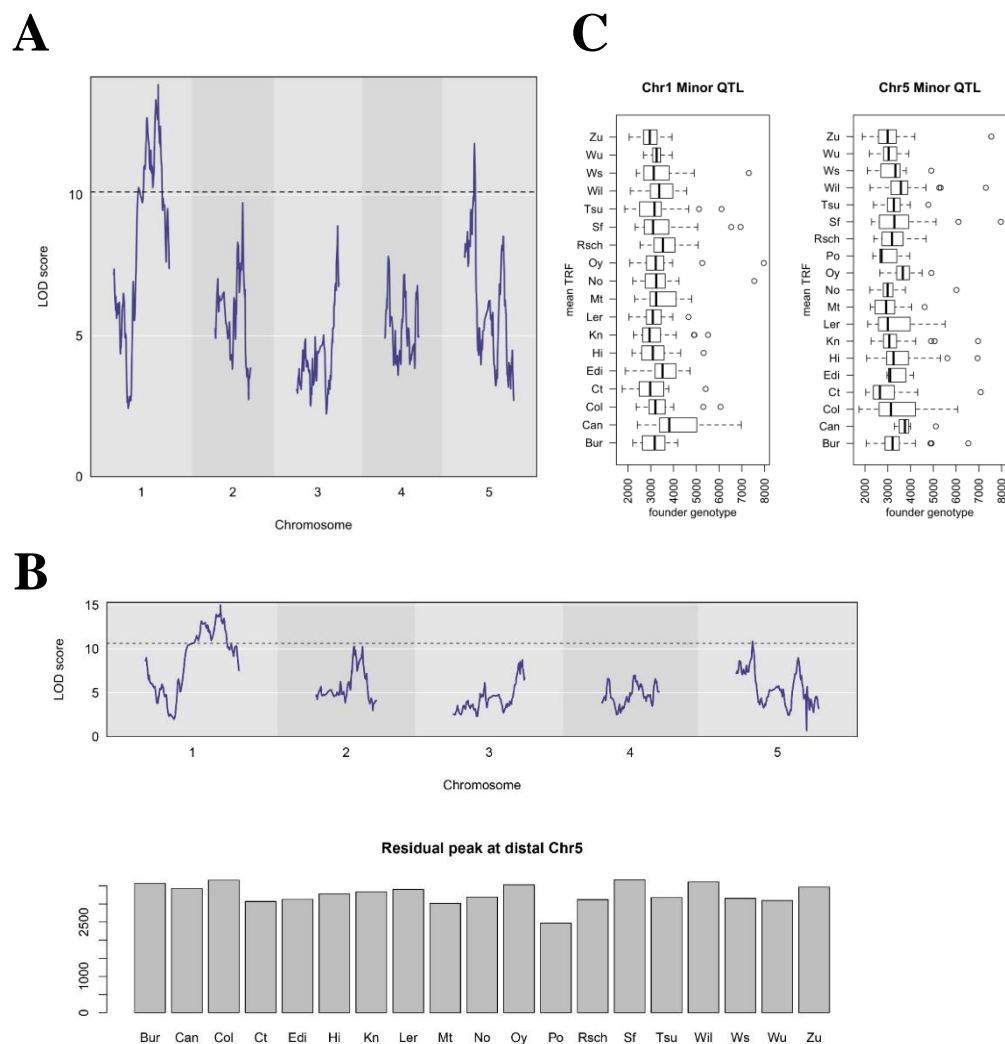 A
C
LOD score
10
5
0
1 2 3 4 5
Chromosome
Chr1 Minor QTL
mean TRF
Zu
Wu
Ws
Wil
Tsu
Sf
Rsch
Oy
No
Mt
Ler
Kn
Hi
Edi
Ct
Col
Can
Bur
2000 3000 4000 5000 6000 7000 8000
founder genotype
Chr5 Minor QTL
mean TRF
Zu
Wu
Ws
Wil
Tsu
Sf
Rsch
Po
Oy
No
Mt
Ler
Kn
Hi
Edi
Ct
Col
Can
Bur
2000 3000 4000 5000 6000 7000 8000
founder genotype
B
LOD score
15
10
5
0
1 2 3 4 5
Chromosome
Residual peak at distal Chr5
2500
1000
0
Bur Can Col Ct Edi Hi Kn Ler Mt No Oy Po Rsch Sf Tsu Wil Ws Wu Zu